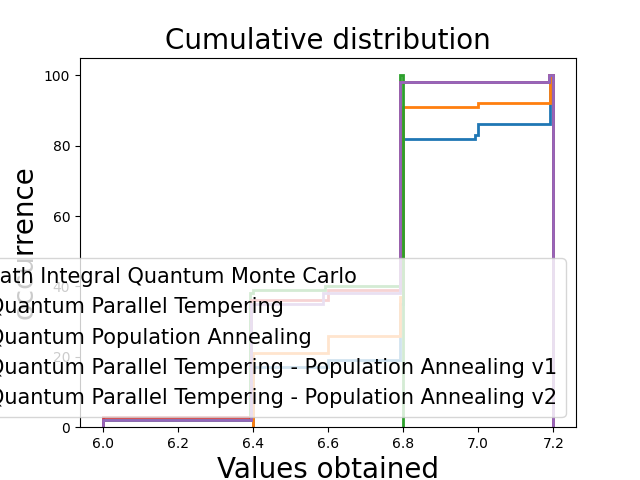 Cumulative distribution
100
80
60
40
20
0
occurrence
ath Integral Quantum Monte Carlo
Quantum Parallel Tempering
Quantum Population Annealing
Quantum Parallel Tempering - Population Annealing v1
Quantum Parallel Tempering - Population Annealing v2
6.0 6.2 6.4 6.6 6.8 7.0 7.2
Values obtained